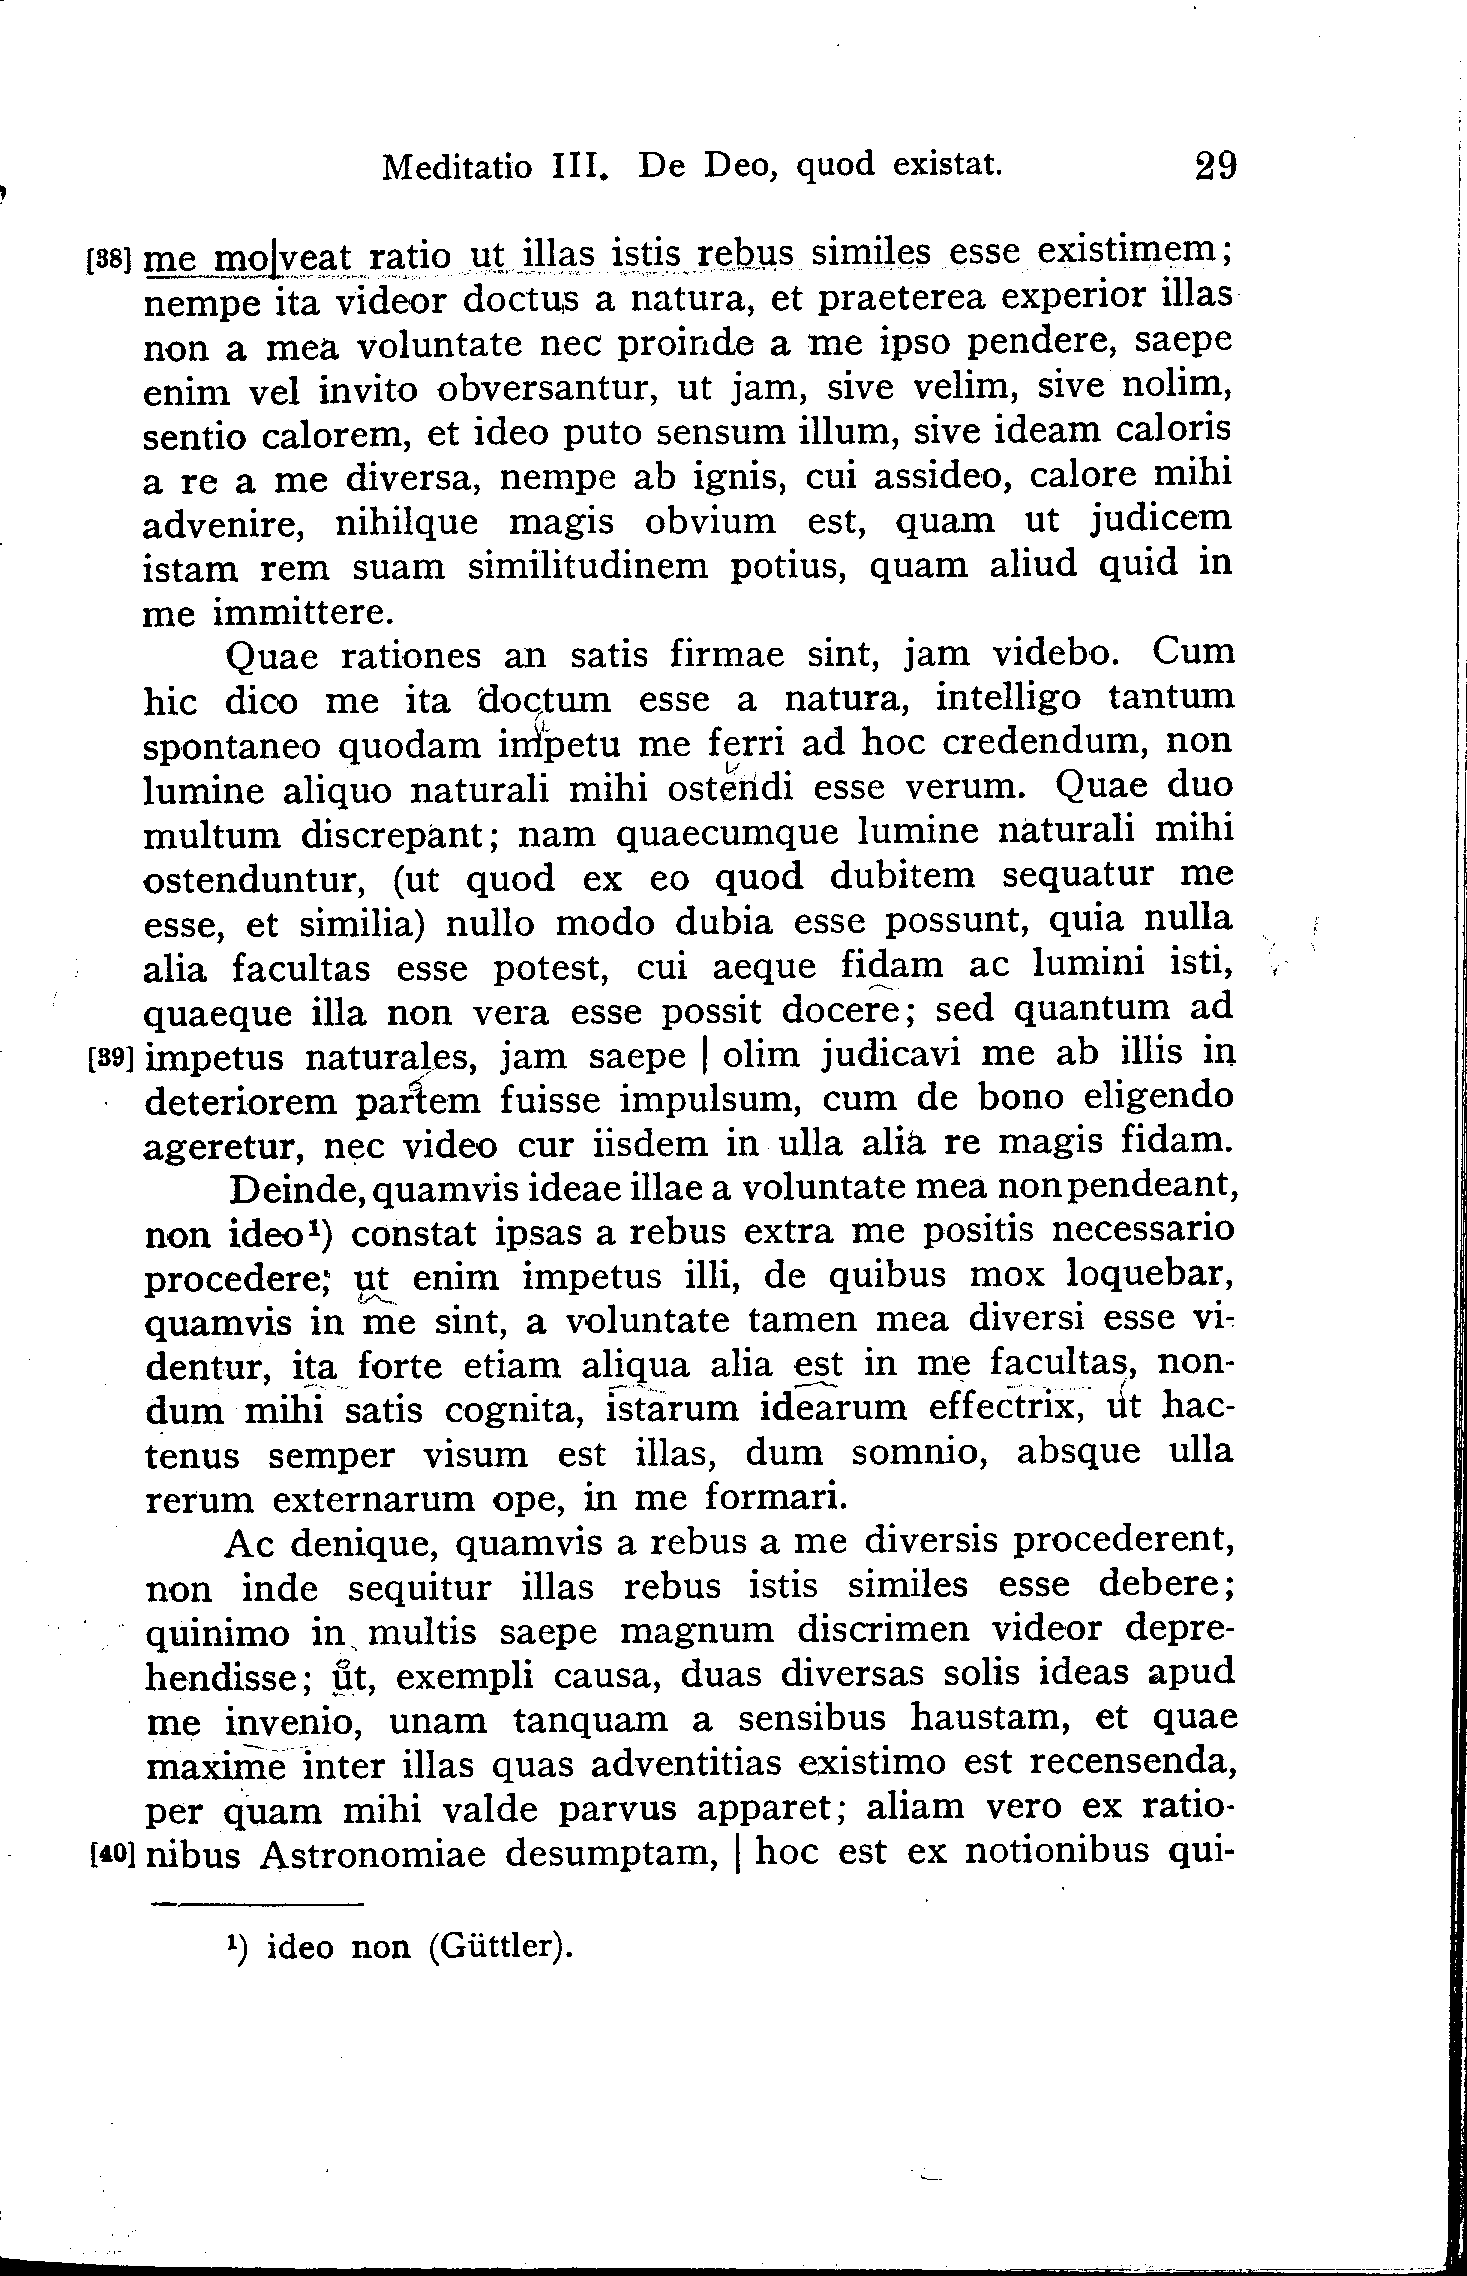 Meditatio III. De Deo, quod existat. 29
[38] me mo|veat ratio ut illas istis rebus similes esse existimem;
nempe ita videor doctus a natura, et praeterea experior illas
non a mea voluntate nec proinde a me ipso pendere, saepe
enim vel invito obversantur, ut jam, sive velim, sive nolim,
sentio calorem, et ideo puto sensum illum, sive ideam caloris
a re a me diversa, nempe ab ignis, cui assideo, calore mihi
advenire, nihilque magis obvium est, quam ut judicem
istam rem suam similitudinem potius, quam aliud quid in
me immittere.
Quae rationes an satis firmae sint, jam videbo. Cum
hic dico me ita doctum esse a natura, intelligo tantum
spontaneo quodam impetu me ferri ad hoc credendum, non
lumine aliquo naturali mihi ostendi esse verum. Quae duo
multum discrepant; nam quaecumque lumine naturali mihi
ostenduntur, (ut quod ex eo quod dubitem sequatur me
esse, et similia) nullo modo dubia esse possunt, quia nulla
alia facultas esse potest, cui aeque fidam ac lumini isti,
quaeque illa non vera esse possit docere; sed quantum ad
[39] impetus naturales, jam saepe | olim judicavi me ab illis in
deteriorem partem fuisse impulsum, cum de bono eligendo
ageretur, nec video cur iisdem in ulla alia re magis fidam.
Deinde, quamvis ideae illae a voluntate mea non pendeant,
non ideo¹) constat ipsas a rebus extra me positis necessario
procedere; ut enim impetus illi, de quibus mox loquebar,
quamvis in me sint, a voluntate tamen mea diversi esse vi-
dentur, ita forte etiam aliqua alia est in me facultas, non-
dum mihi satis cognita, istarum idearum effectrix, ut hac-
tenus semper visum est illas, dum somnio, absque ulla
rerum externarum ope, in me formari.
Ac denique, quamvis a rebus a me diversis procederent,
non inde sequitur illas rebus istis similes esse debere;
quinimo in multis saepe magnum discrimen videor depre-
hendisse; ut, exempli causa, duas diversas solis ideas apud
me invenio, unam tanquam a sensibus haustam, et quae
maxime inter illas quas adventitias existimo est recensenda,
per quam mihi valde parvus apparet; aliam vero ex ratio-
[40] nibus Astronomiae desumptam, | hoc est ex notionibus qui-
¹) ideo non (Güttler).